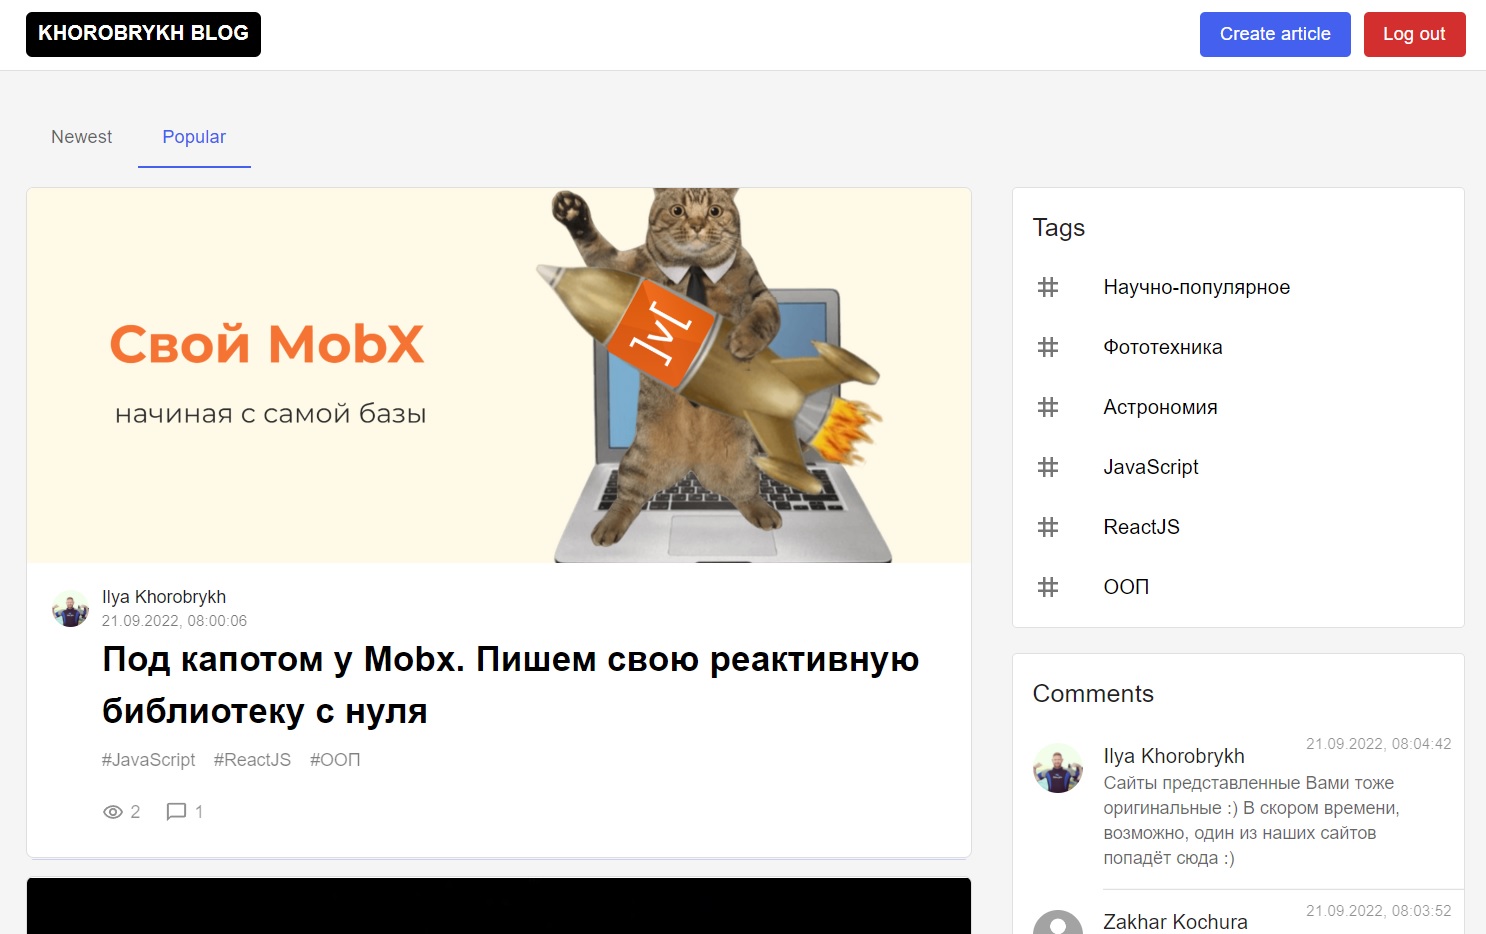 KHOROBRYKH BLOG
Create article
Log out
Newest
Popular
Свой MobX
начиная с самой базы
]v[
Ilya Khorobrykh
21.09.2022, 08:00:06
Под капотом у Mobx. Пишем свою реактивную
библиотеку с нуля
#JavaScript #ReactJS #ООП
2 1
Tags
Научно-популярное
Фототехника
Астрономия
JavaScript
ReactJS
ООП
Comments
21.09.2022, 08:04:42
Ilya Khorobrykh
Сайты представленные Вами тоже
оригинальные :) В скором времени,
возможно, один из наших сайтов
попадёт сюда :)
21.09.2022, 08:03:52
Zakhar Kochura